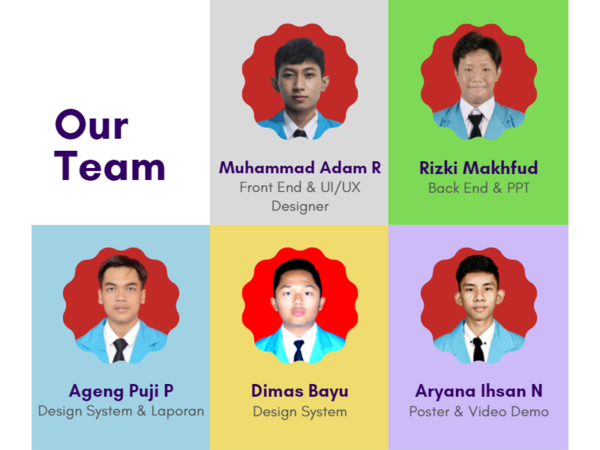 Our
Team
Muhammad Adam R
Front End & UI/UX
Designer
Rizki Makhfud
Back End & PPT
Ageng Puji P
Design System & Laporan
Dimas Bayu
Design System
Aryana Ihsan N
Poster & Video Demo